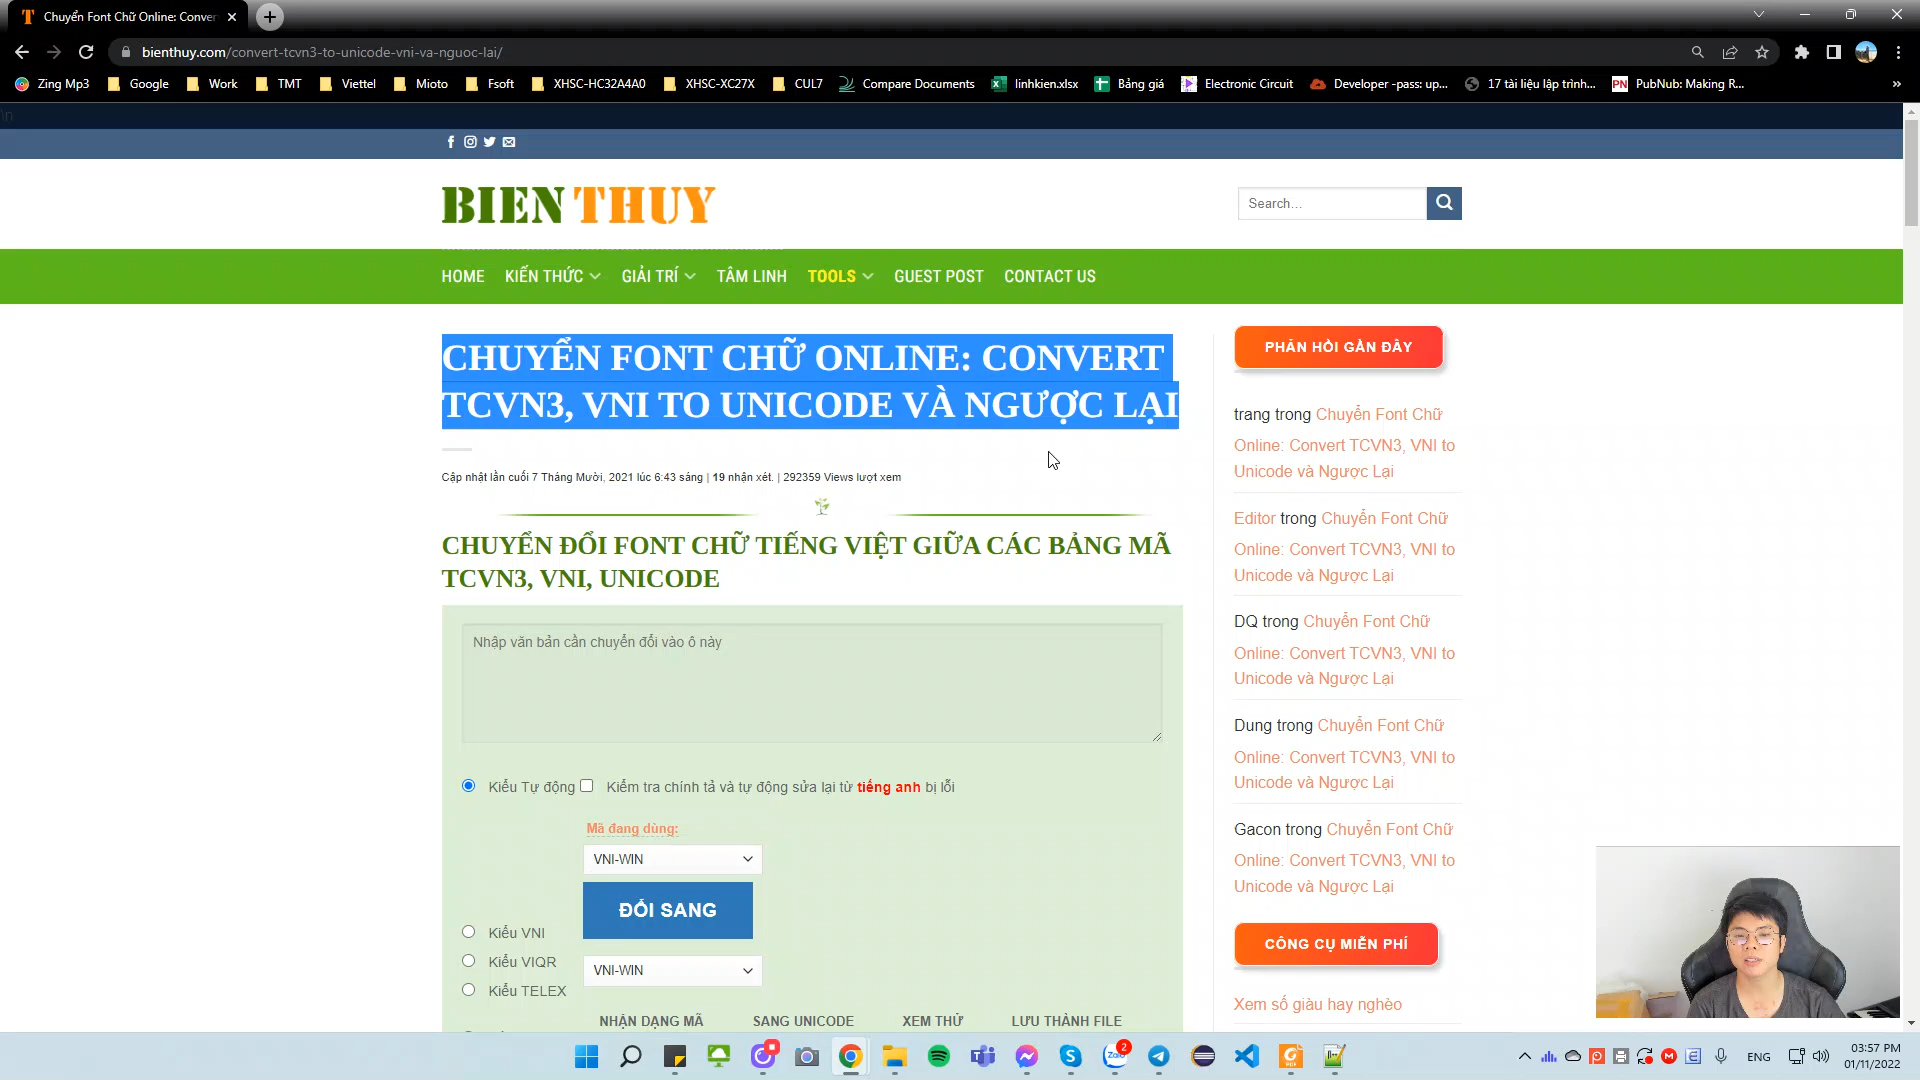 Chuyển Font Chữ Online: Conver
bienthuy.com/convert-tcvn3-to-unicode-vni-va-nguoc-lai/
Zing Mp3 Google Work TMT Viettel Mioto Fsoft XHSC-HC32A4A0 XHSC-XC27X CUL7 Compare Documents linhkien.xlsx Bảng giá Electronic Circuit Developer -pass: up... 17 tài liệu lập trình... PN PubNub: Making R... »
\n
BIEN THUY
Search…
HOME KIẾN THỨC GIẢI TRÍ TÂM LINH TOOLS GUEST POST CONTACT US
CHUYỂN FONT CHỮ ONLINE: CONVERT
TCVN3, VNI TO UNICODE VÀ NGƯỢC LẠI
Cập nhật lần cuối 7 Tháng Mười, 2021 lúc 6:43 sáng | 19 nhận xét. | 292359 Views lượt xem
CHUYỂN ĐỔI FONT CHỮ TIẾNG VIỆT GIỮA CÁC BẢNG MÃ
TCVN3, VNI, UNICODE
Nhập văn bản cần chuyển đổi vào ô này
Kiểu Tự động Kiểm tra chính tả và tự động sửa lại từ tiếng anh bị lỗi
Mã đang dùng:
VNI-WIN
ĐỔI SANG
Kiểu VNI
Kiểu VIQR
VNI-WIN
Kiểu TELEX
NHẬN DẠNG MÃ SANG UNICODE XEM THỬ LƯU THÀNH FILE
PHẢN HỒI GẦN ĐÂY
trang trong Chuyển Font Chữ
Online: Convert TCVN3, VNI to
Unicode và Ngược Lại
Editor trong Chuyển Font Chữ
Online: Convert TCVN3, VNI to
Unicode và Ngược Lại
DQ trong Chuyển Font Chữ
Online: Convert TCVN3, VNI to
Unicode và Ngược Lại
Dung trong Chuyển Font Chữ
Online: Convert TCVN3, VNI to
Unicode và Ngược Lại
Gacon trong Chuyển Font Chữ
Online: Convert TCVN3, VNI to
Unicode và Ngược Lại
CÔNG CỤ MIỄN PHÍ
Xem số giàu hay nghèo
Zalo 2
ENG
03:57 PM
01/11/2022